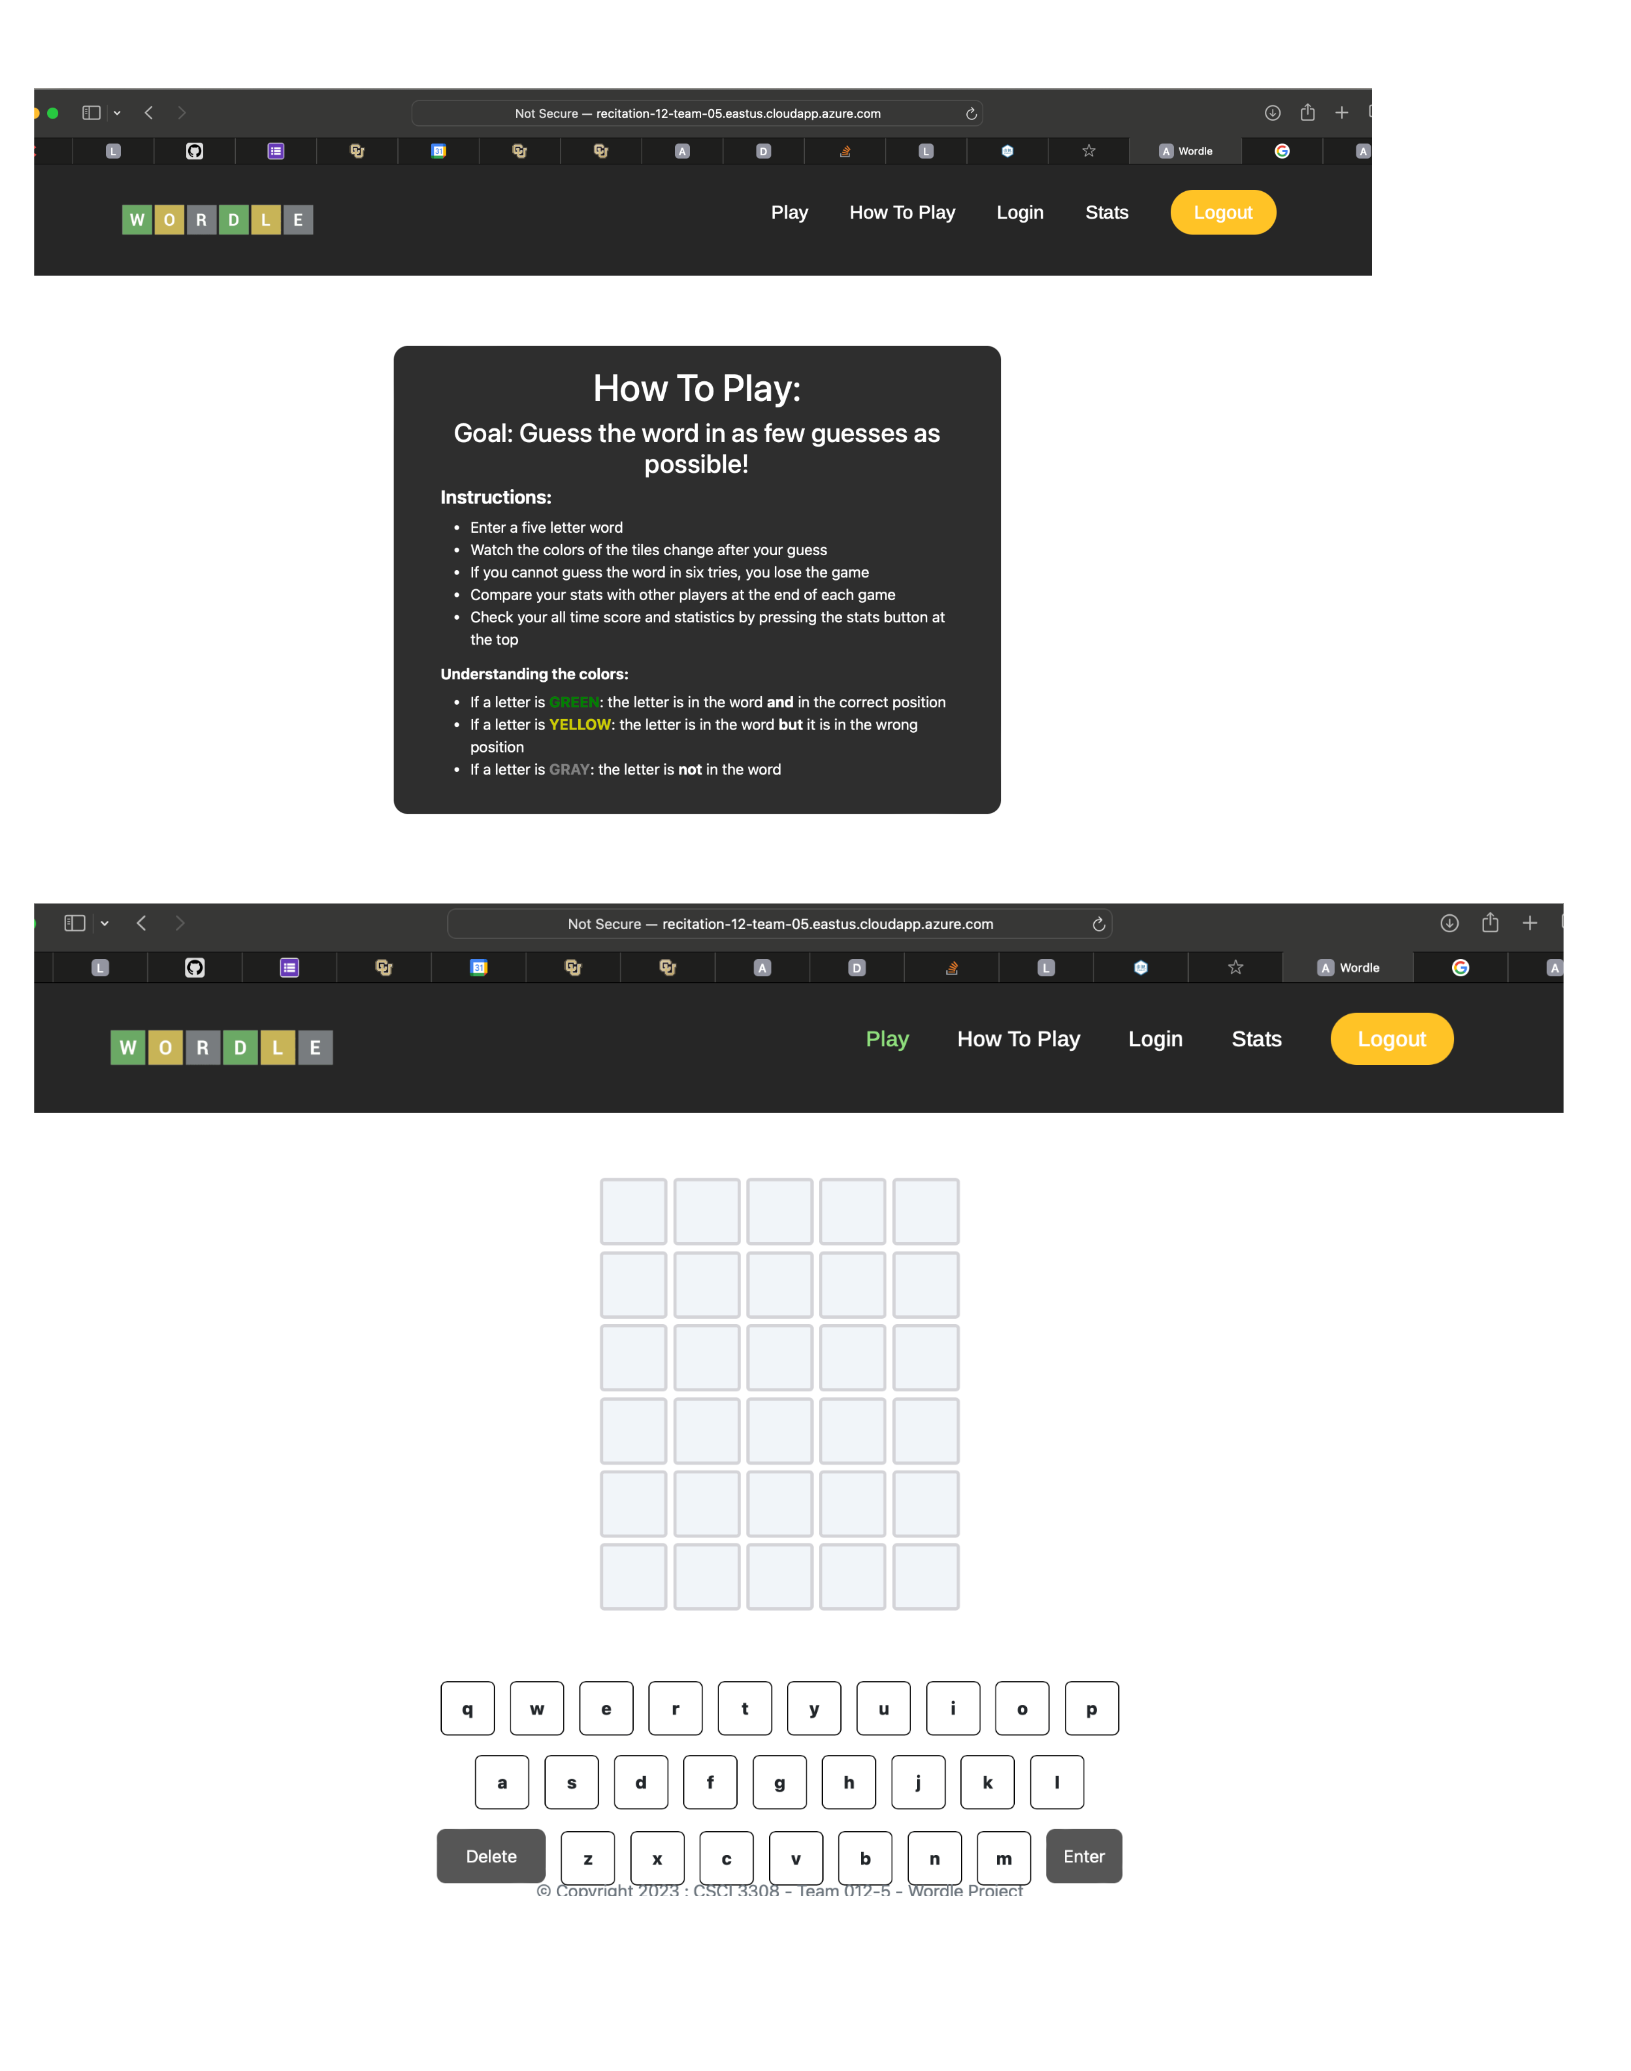 Not Secure — recitation-12-team-05.eastus.cloudapp.azure.com
L 31 A D L A Wordle G A
WORDLE Play How To Play Login Stats Logout
How To Play:
Goal: Guess the word in as few guesses as
possible!
Instructions:
• Enter a five letter word
• Watch the colors of the tiles change after your guess
• If you cannot guess the word in six tries, you lose the game
• Compare your stats with other players at the end of each game
• Check your all time score and statistics by pressing the stats button at
the top
Understanding the colors:
• If a letter is GREEN: the letter is in the word and in the correct position
• If a letter is YELLOW: the letter is in the word but it is in the wrong
position
• If a letter is GRAY: the letter is not in the word
Not Secure — recitation-12-team-05.eastus.cloudapp.azure.com
L 31 A D L A Wordle G A
WORDLE Play How To Play Login Stats Logout
q w e r t y u i o p
a s d f g h j k l
Delete z x c v b n m Enter
© Copyright 2023 : CSCI 3308 - Team 012-5 - Wordle Project